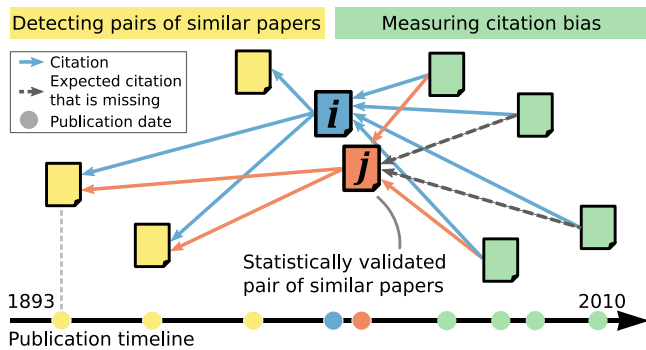 Detecting pairs of similar papers
Measuring citation bias
Citation
Expected citation
that is missing
Publication date
i
j
Statistically validated
pair of similar papers
1893
2010
Publication timeline